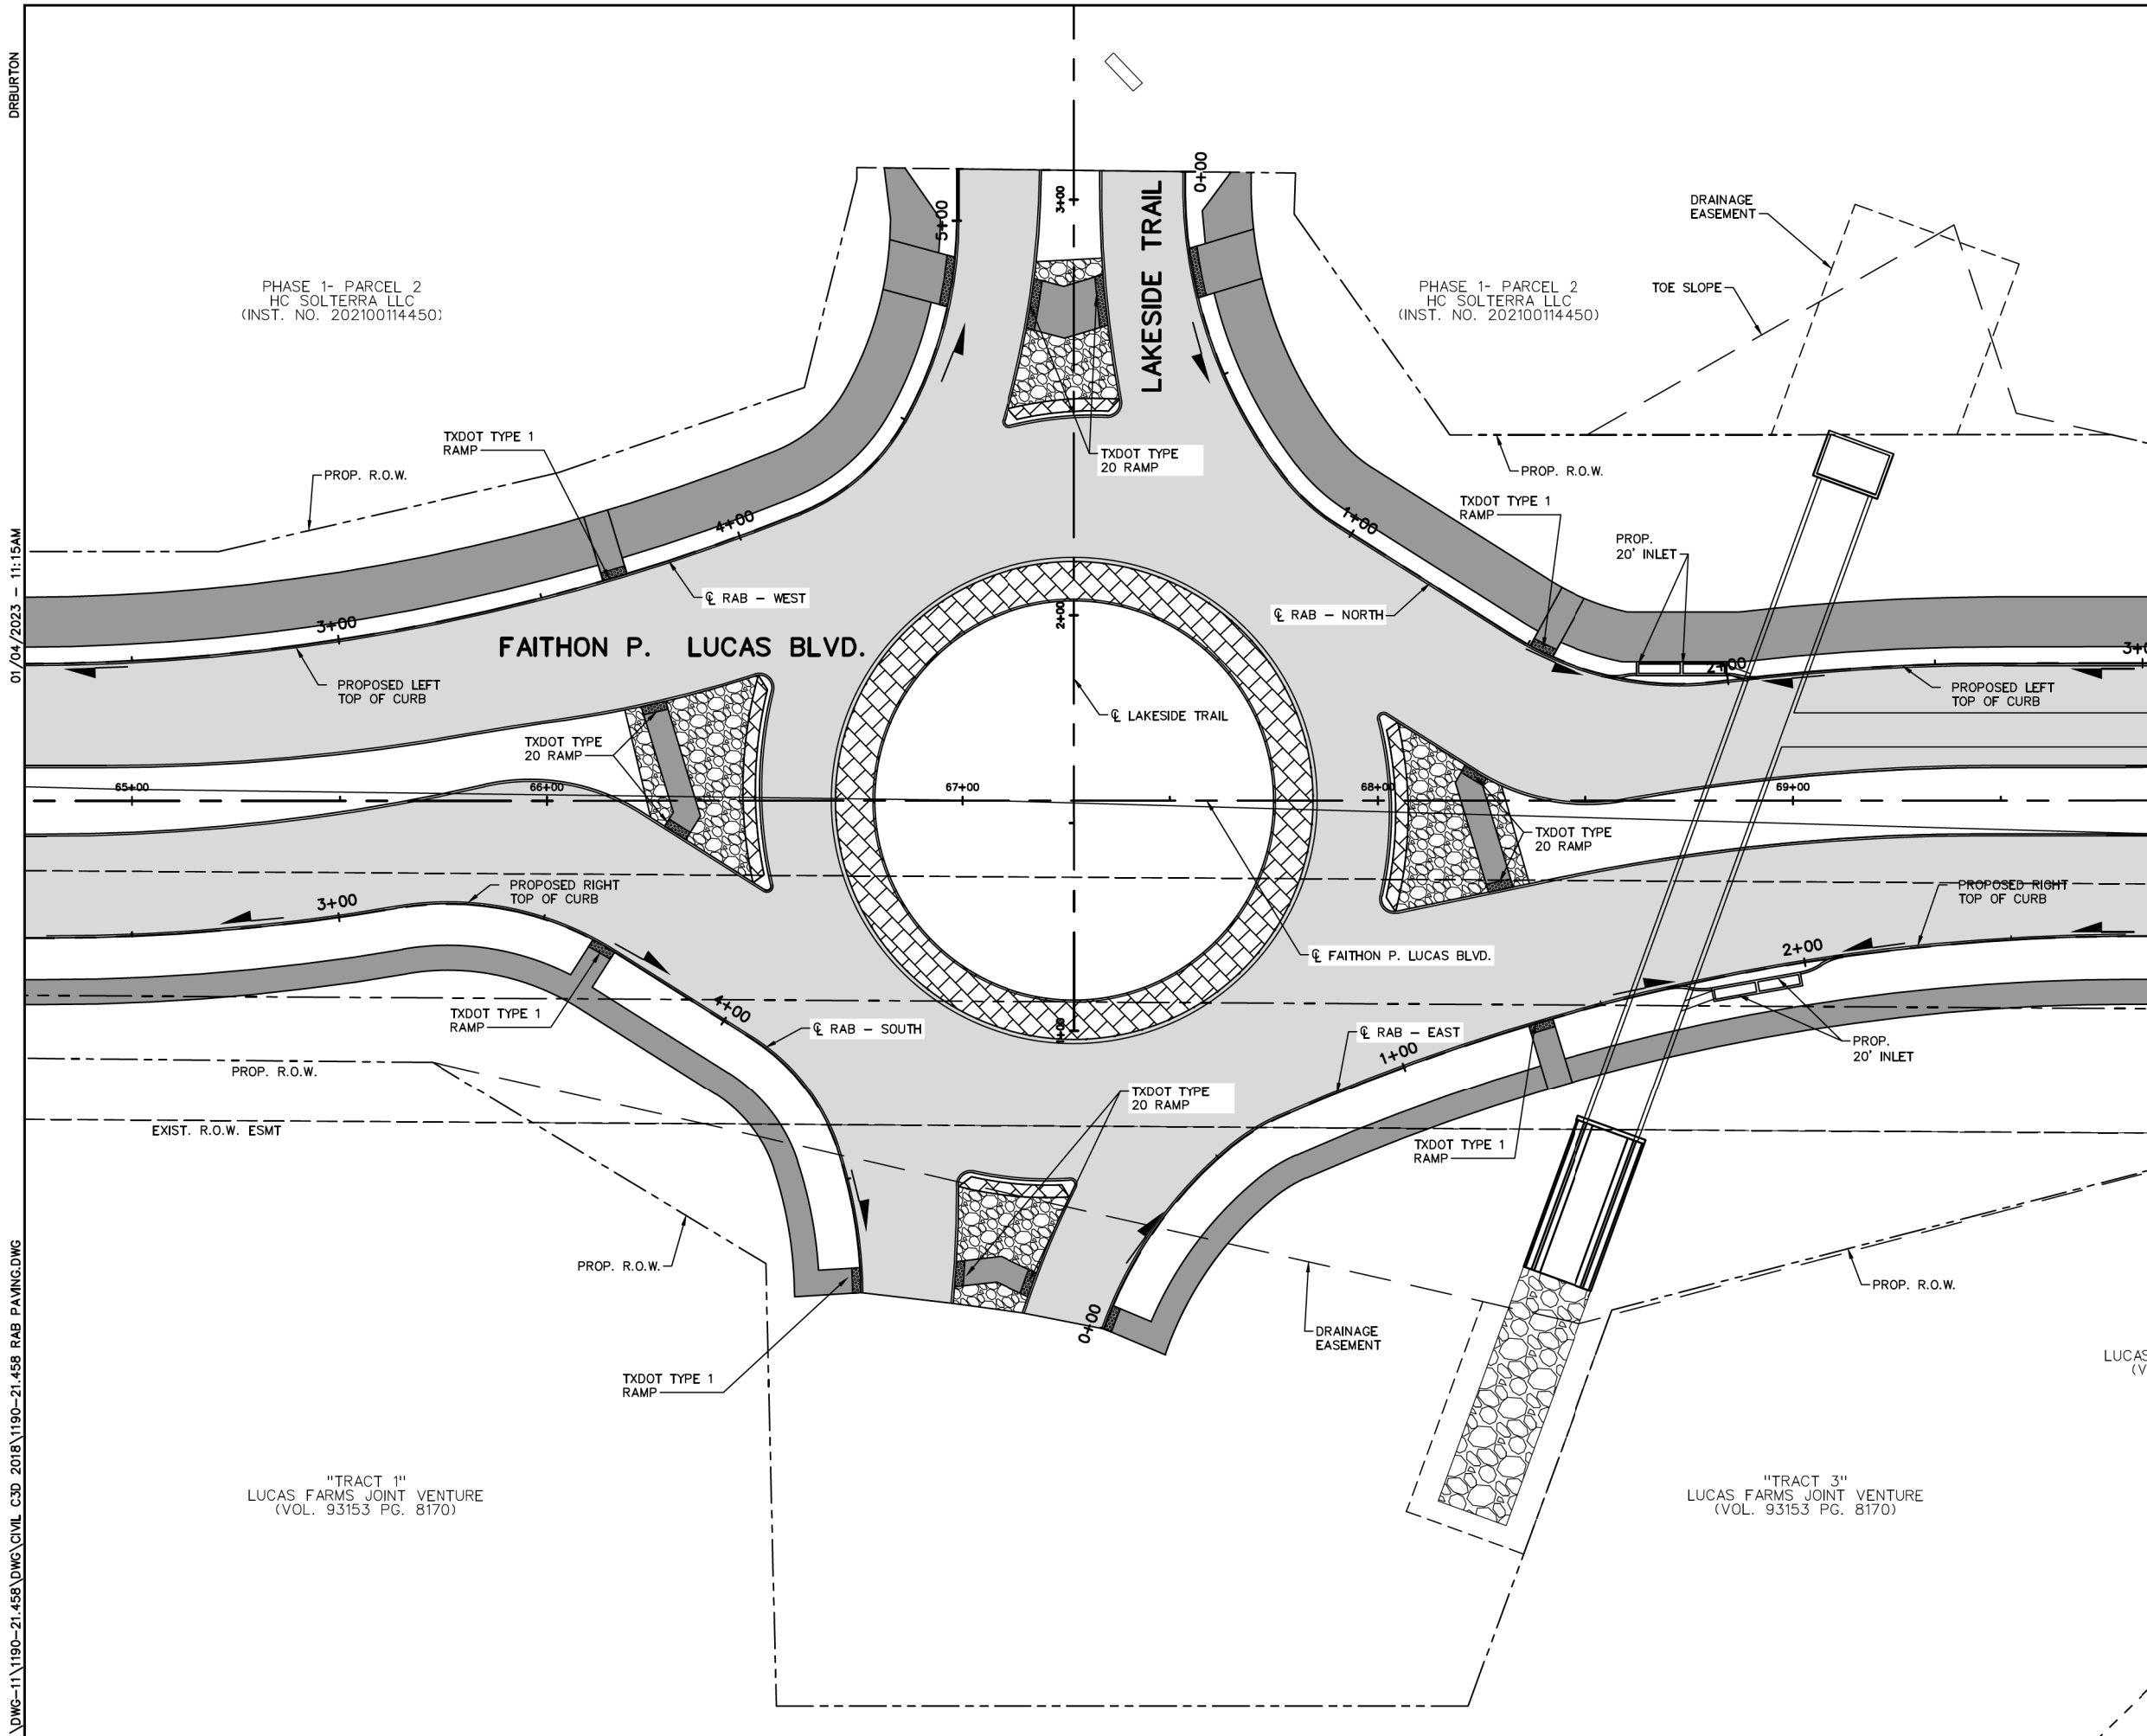 DRBURTON
01/04/2023 - 11:15AM
\DWG-11\1190-21.458\DWG\CIVIL C3D 2018\1190-21.458 RAB PAVING.DWG
PHASE 1- PARCEL 2
HC SOLTERRA LLC
(INST. NO. 202100114450)
5+00
3+00
LAKESIDE TRAIL
0+00
DRAINAGE
EASEMENT
TOE SLOPE
PHASE 1- PARCEL 2
HC SOLTERRA LLC
(INST. NO. 202100114450)
TXDOT TYPE 1
RAMP
PROP. R.O.W.
TXDOT TYPE
20 RAMP
PROP. R.O.W.
TXDOT TYPE 1
RAMP
PROP.
20' INLET
4+00
1+00
℄ RAB - WEST
℄ RAB - NORTH
3+00
2+00
FAITHON P. LUCAS BLVD.
2+00
PROPOSED LEFT
TOP OF CURB
PROPOSED LEFT
TOP OF CURB
℄ LAKESIDE TRAIL
TXDOT TYPE
20 RAMP
65+00
66+00
67+00
68+00
69+00
TXDOT TYPE
20 RAMP
PROPOSED RIGHT
TOP OF CURB
PROPOSED RIGHT
TOP OF CURB
3+00
℄ FAITHON P. LUCAS BLVD.
2+00
TXDOT TYPE 1
RAMP
4+00
℄ RAB - SOUTH
1+00
℄ RAB - EAST
1+00
PROP.
20' INLET
PROP. R.O.W.
TXDOT TYPE
20 RAMP
EXIST. R.O.W. ESMT
TXDOT TYPE 1
RAMP
PROP. R.O.W.
PROP. R.O.W.
0+00
DRAINAGE
EASEMENT
TXDOT TYPE 1
RAMP
"TRACT 1"
LUCAS FARMS JOINT VENTURE
(VOL. 93153 PG. 8170)
"TRACT 3"
LUCAS FARMS JOINT VENTURE
(VOL. 93153 PG. 8170)